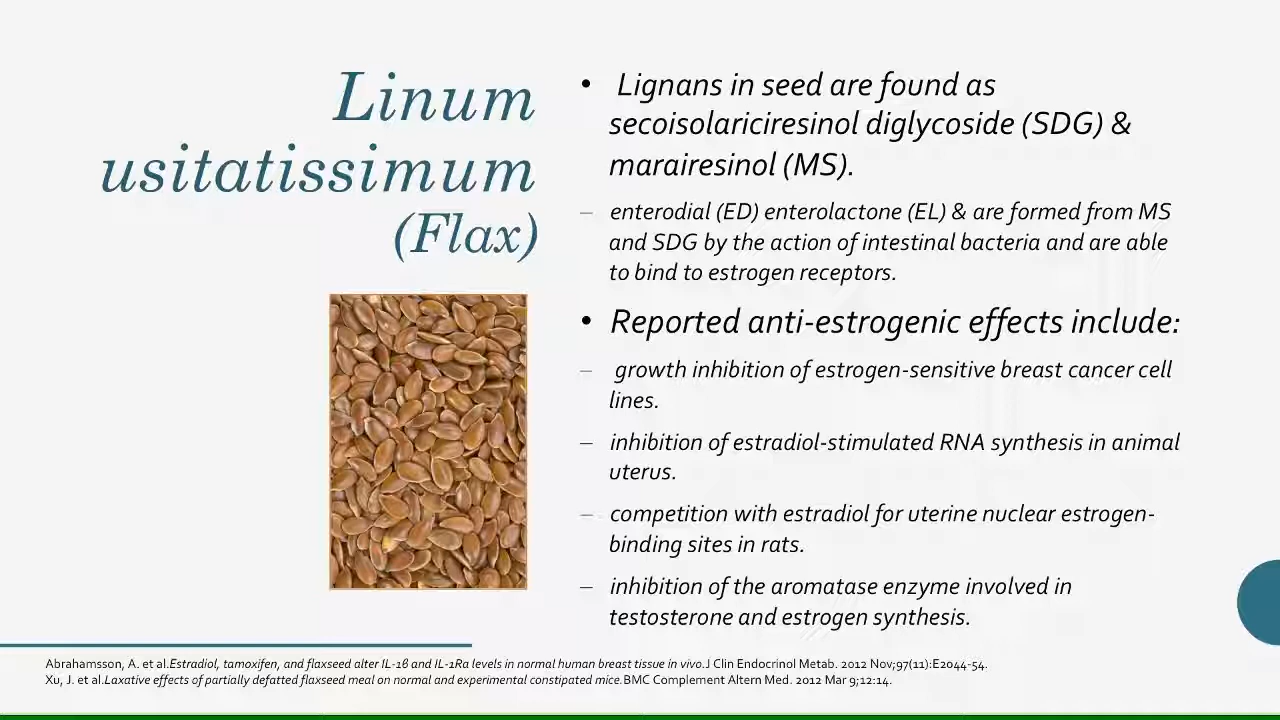 Linum
usitatissimum
(Flax)
• Lignans in seed are found as
secoisolariciresinol diglycoside (SDG) &
marairesinol (MS).
– enterodial (ED) enterolactone (EL) & are formed from MS
and SDG by the action of intestinal bacteria and are able
to bind to estrogen receptors.
• Reported anti-estrogenic effects include:
– growth inhibition of estrogen-sensitive breast cancer cell
lines.
– inhibition of estradiol-stimulated RNA synthesis in animal
uterus.
– competition with estradiol for uterine nuclear estrogen-
binding sites in rats.
– inhibition of the aromatase enzyme involved in
testosterone and estrogen synthesis.
Abrahamsson, A. et al.Estradiol, tamoxifen, and flaxseed alter IL-1ß and IL-1Ra levels in normal human breast tissue in vivo.J Clin Endocrinol Metab. 2012 Nov;97(11):E2044-54.
Xu, J. et al.Laxative effects of partially defatted flaxseed meal on normal and experimental constipated mice.BMC Complement Altern Med. 2012 Mar 9;12:14.